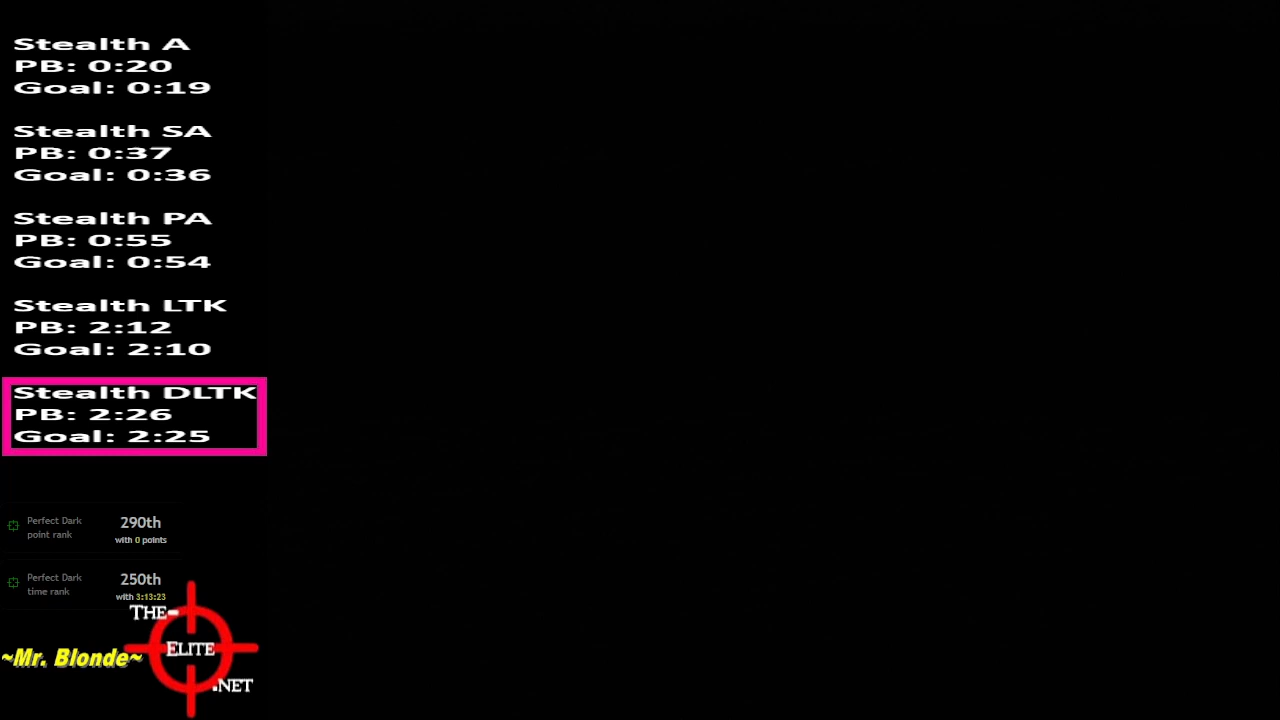 Stealth A
PB: 0:20
Goal: 0:19
Stealth SA
PB: 0:37
Goal: 0:36
Stealth PA
PB: 0:55
Goal: 0:54
Stealth LTK
PB: 2:12
Goal: 2:10
Stealth DLTK
PB: 2:26
Goal: 2:25
Perfect Dark
point rank
290th
with 0 points
Perfect Dark
time rank
250th
with 3:13:23
THE-
ELITE
.NET
~Mr. Blonde~